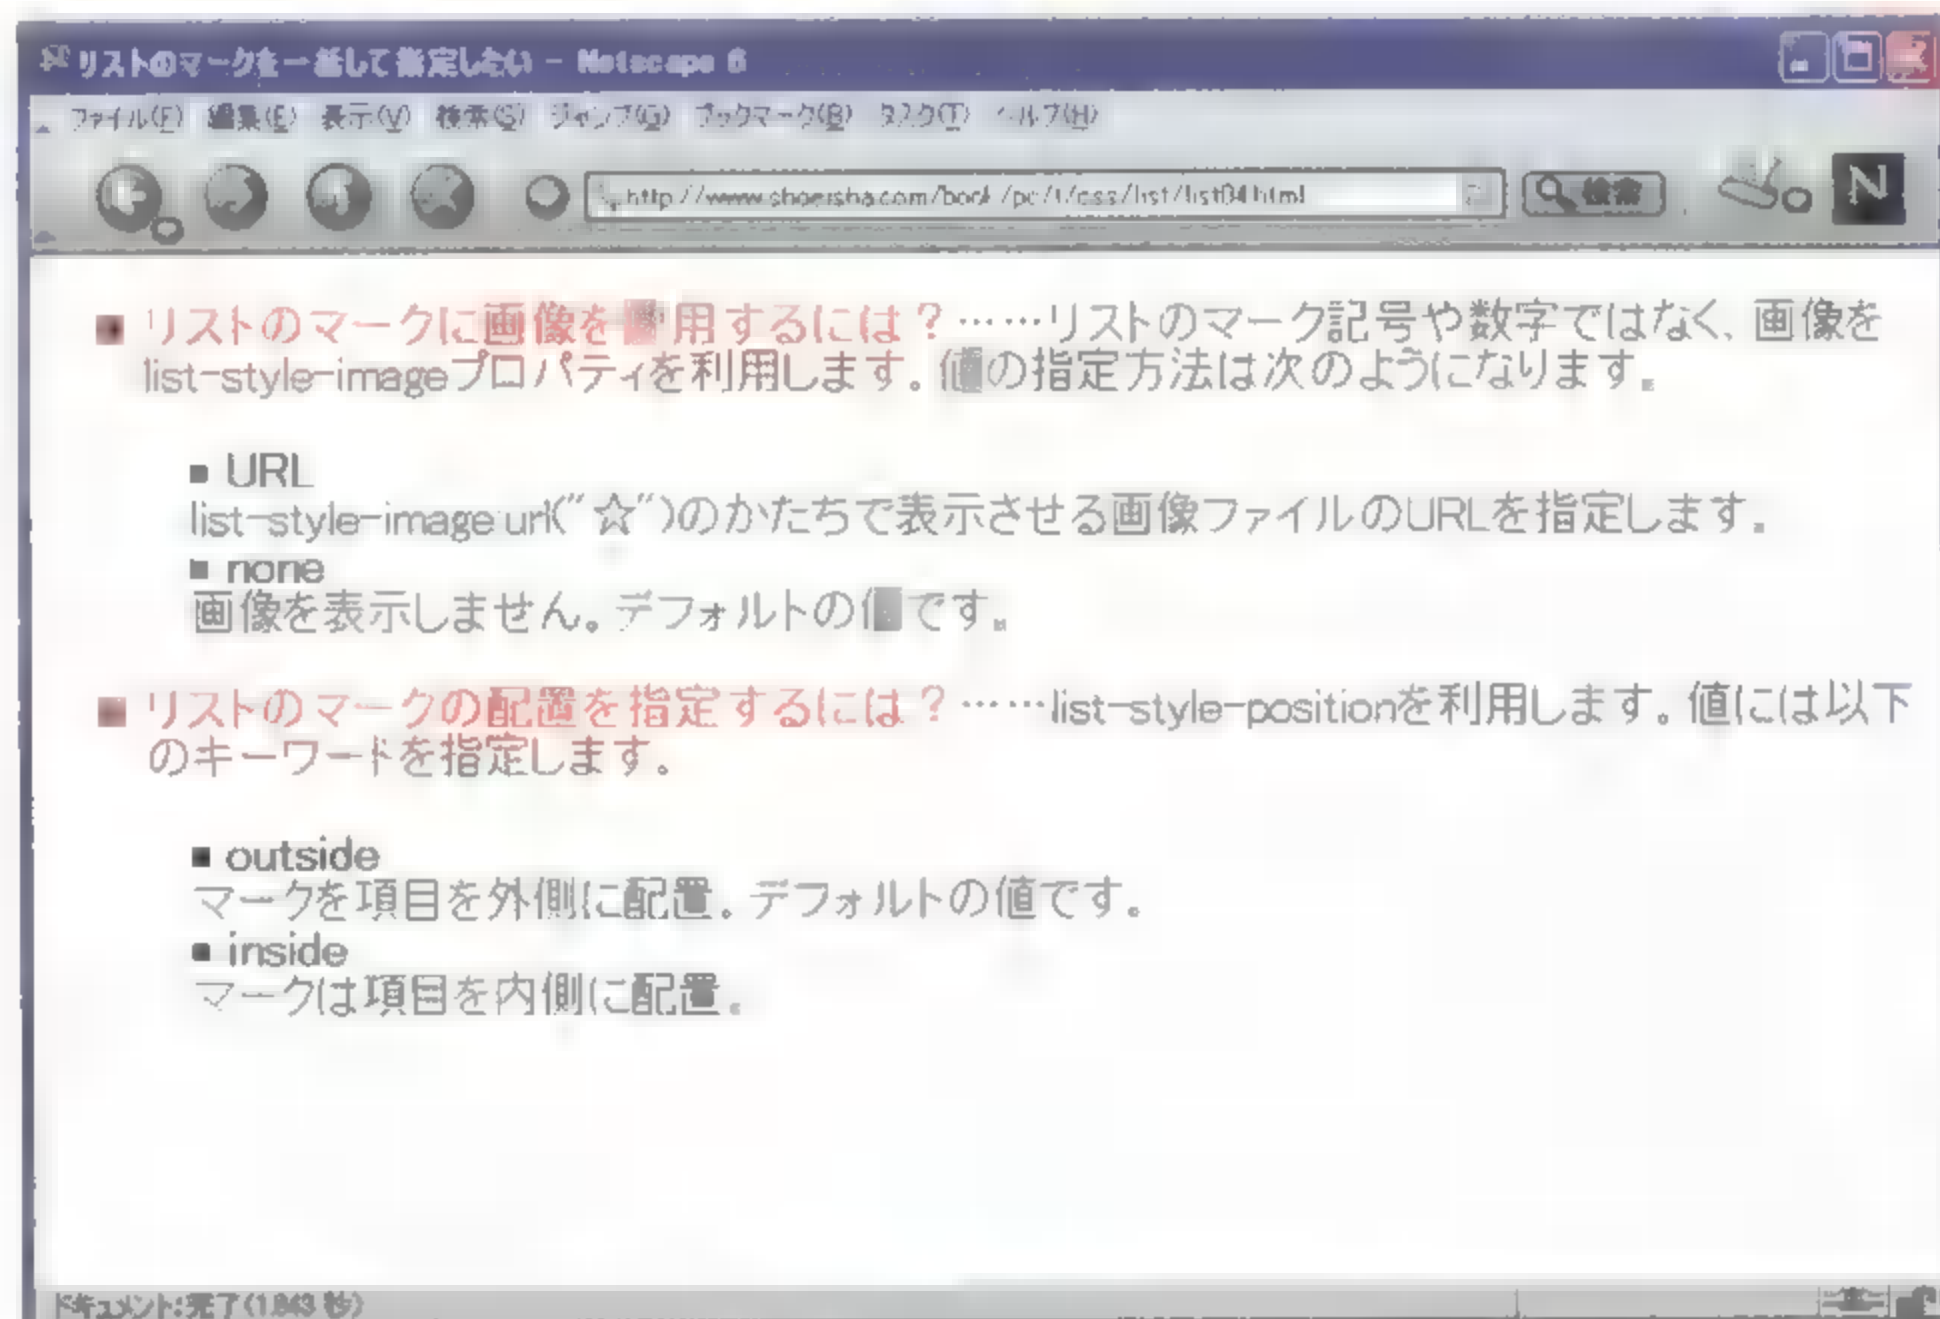 リストのマークを一括して指定したい - Netscape 6
ファイル(F) 編集(E) 表示(V) 検索(S) ジャンプ(G) ブックマーク(B) タスク(T) ヘルプ(H)
検索 N
■ リストのマークに画像を 用するには？……リストのマーク記号や数字ではなく、画像を
list-style-imageプロパティを利用します。値の指定方法は次のようになります。
■ URL
list-style-image:url("☆")のかたちで表示させる画像ファイルのURLを指定します。
■ none
画像を表示しません。デフォルトの値です。
■ リストのマークの配置を指定するには？……list-style-positionを利用します。値には以下
のキーワードを指定します。
■ outside
マークを項目を外側に配置。デフォルトの値です。
■ inside
マークは項目を内側に配置。
ドキュメント:完了(1.843 秒)